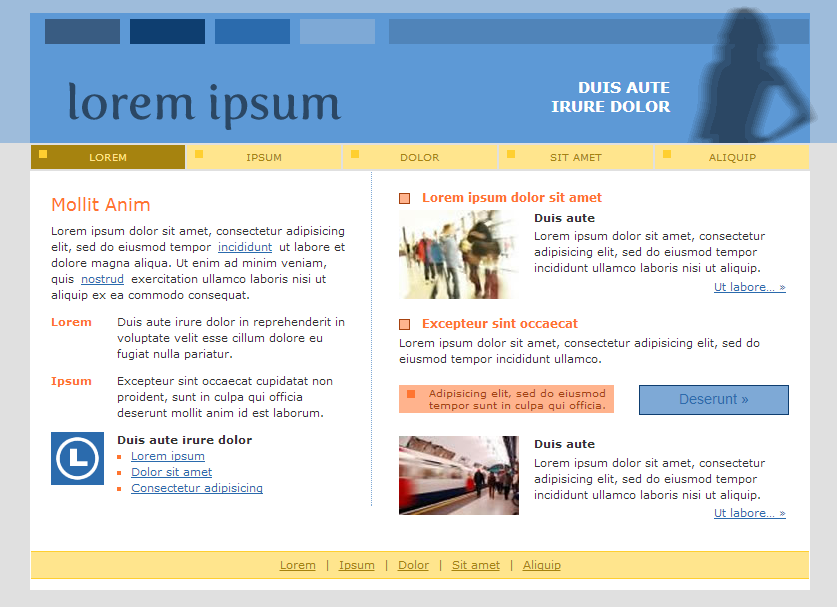 lorem ipsum
DUIS AUTE
IRURE DOLOR
LOREM
IPSUM
DOLOR
SIT AMET
ALIQUIP
Mollit Anim
Lorem ipsum dolor sit amet, consectetur adipisicing
elit, sed do eiusmod tempor incididunt ut labore et
dolore magna aliqua. Ut enim ad minim veniam,
quis nostrud exercitation ullamco laboris nisi ut
aliquip ex ea commodo consequat.
Lorem
Duis aute irure dolor in reprehenderit in
voluptate velit esse cillum dolore eu
fugiat nulla pariatur.
Ipsum
Excepteur sint occaecat cupidatat non
proident, sunt in culpa qui officia
deserunt mollit anim id est laborum.
L
Duis aute irure dolor
Lorem ipsum
Dolor sit amet
Consectetur adipisicing
Lorem ipsum dolor sit amet
Duis aute
Lorem ipsum dolor sit amet, consectetur
adipisicing elit, sed do eiusmod tempor
incididunt ullamco laboris nisi ut aliquip.
Ut labore... »
Excepteur sint occaecat
Lorem ipsum dolor sit amet, consectetur adipisicing elit, sed do
eiusmod tempor incididunt ullamco.
Adipisicing elit, sed do eiusmod
tempor sunt in culpa qui officia.
Deserunt »
Duis aute
Lorem ipsum dolor sit amet, consectetur
adipisicing elit, sed do eiusmod tempor
incididunt ullamco laboris nisi ut aliquip.
Ut labore... »
Lorem | Ipsum | Dolor | Sit amet | Aliquip